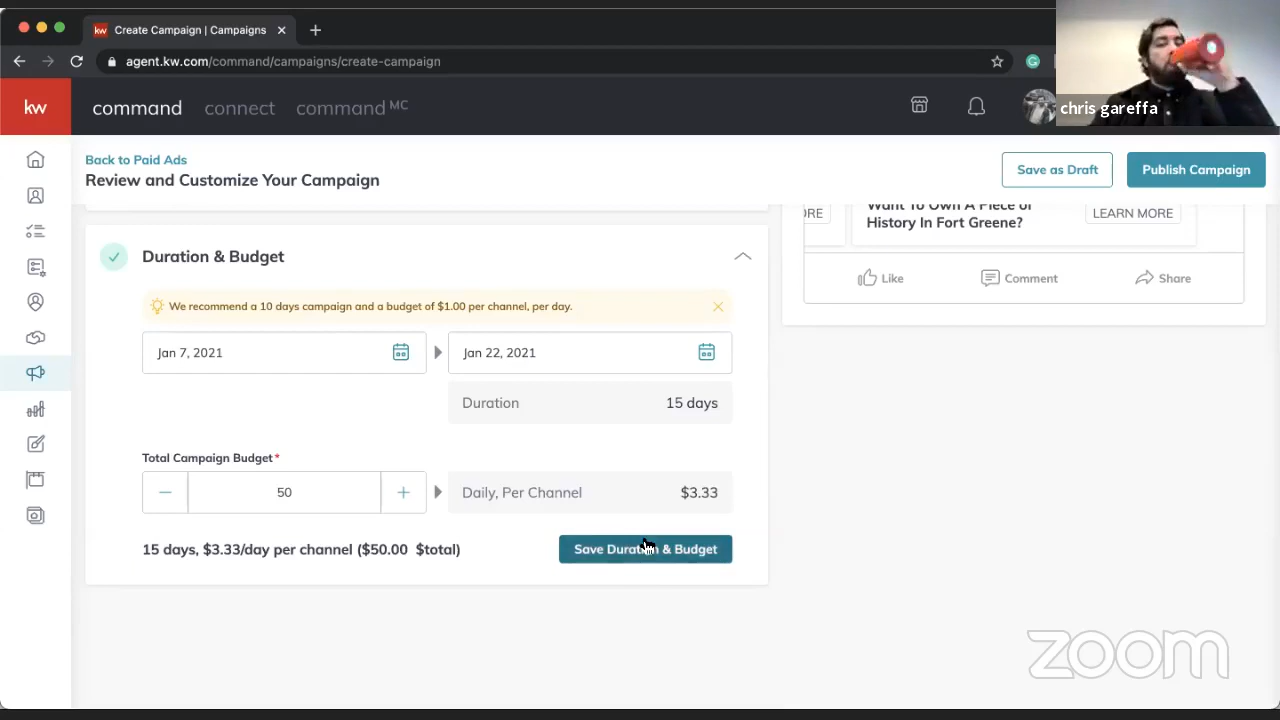 kw Create Campaign | Campaigns
agent.kw.com/command/campaigns/create-campaign
chris gareffa
kw command connect command MC
Back to Paid Ads
Review and Customize Your Campaign
Save as Draft
Publish Campaign
Want To Own A Piece of
History In Fort Greene?
LEARN MORE
Like Comment Share
Duration & Budget
We recommend a 10 days campaign and a budget of $1.00 per channel, per day.
Jan 7, 2021
Jan 22, 2021
Duration 15 days
Total Campaign Budget*
50
Daily, Per Channel $3.33
15 days, $3.33/day per channel ($50.00 $total)
Save Duration & Budget
zoom